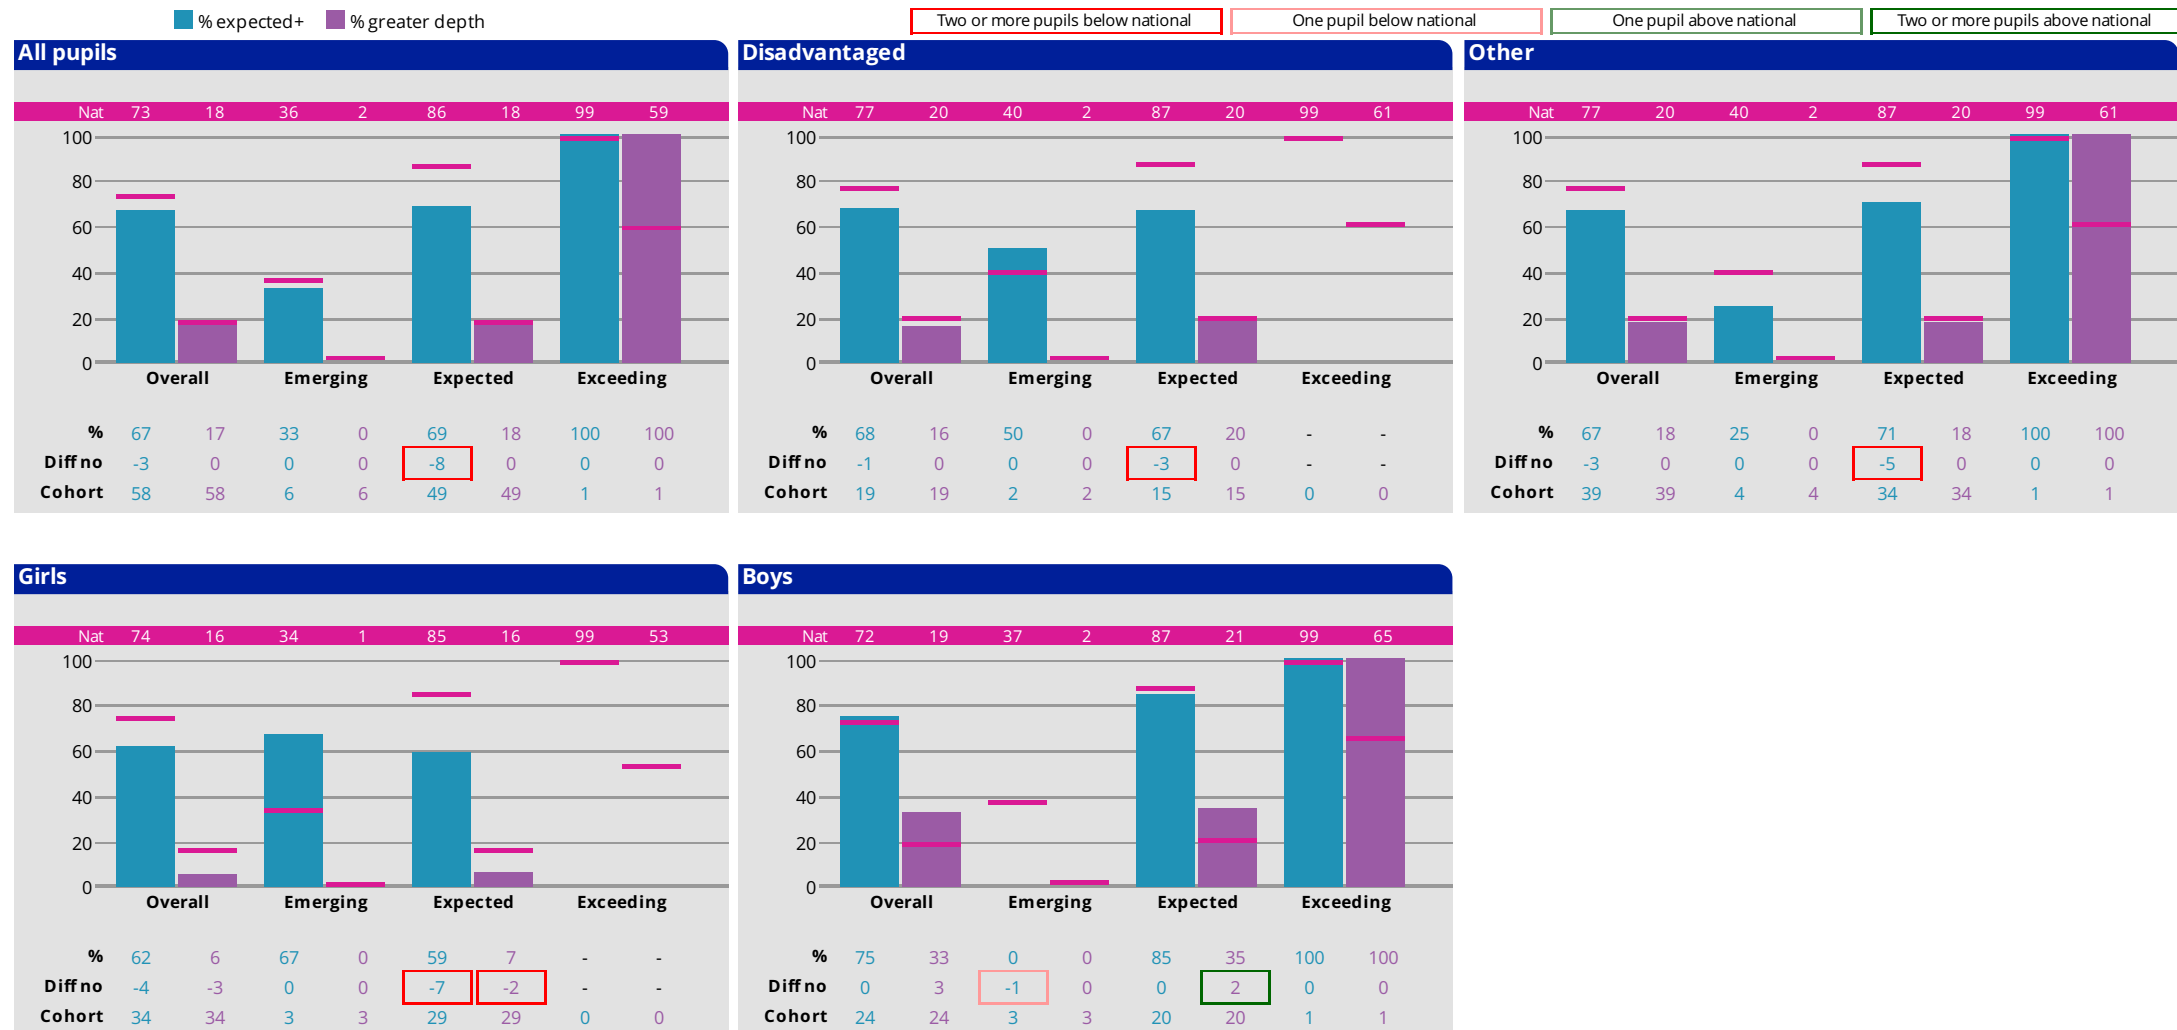 % expected+ % greater depth Two or more pupils below national One pupil below national One pupil above national Two or more pupils above national
All pupils
Nat 73 18 36 2 86 18 99 59
100
80
60
40
20
0
Overall Emerging Expected Exceeding
% 67 17 33 0 69 18 100 100
Diff no -3 0 0 0 -8 0 0 0
Cohort 58 58 6 6 49 49 1 1
Disadvantaged
Nat 77 20 40 2 87 20 99 61
100
80
60
40
20
0
Overall Emerging Expected Exceeding
% 68 16 50 0 67 20 - -
Diff no -1 0 0 0 -3 0 - -
Cohort 19 19 2 2 15 15 0 0
Other
Nat 77 20 40 2 87 20 99 61
100
80
60
40
20
0
Overall Emerging Expected Exceeding
% 67 18 25 0 71 18 100 100
Diff no -3 0 0 0 -5 0 0 0
Cohort 39 39 4 4 34 34 1 1
Girls
Nat 74 16 34 1 85 16 99 53
100
80
60
40
20
0
Overall Emerging Expected Exceeding
% 62 6 67 0 59 7 - -
Diff no -4 -3 0 0 -7 -2 - -
Cohort 34 34 3 3 29 29 0 0
Boys
Nat 72 19 37 2 87 21 99 65
100
80
60
40
20
0
Overall Emerging Expected Exceeding
% 75 33 0 0 85 35 100 100
Diff no 0 3 -1 0 0 2 0 0
Cohort 24 24 3 3 20 20 1 1